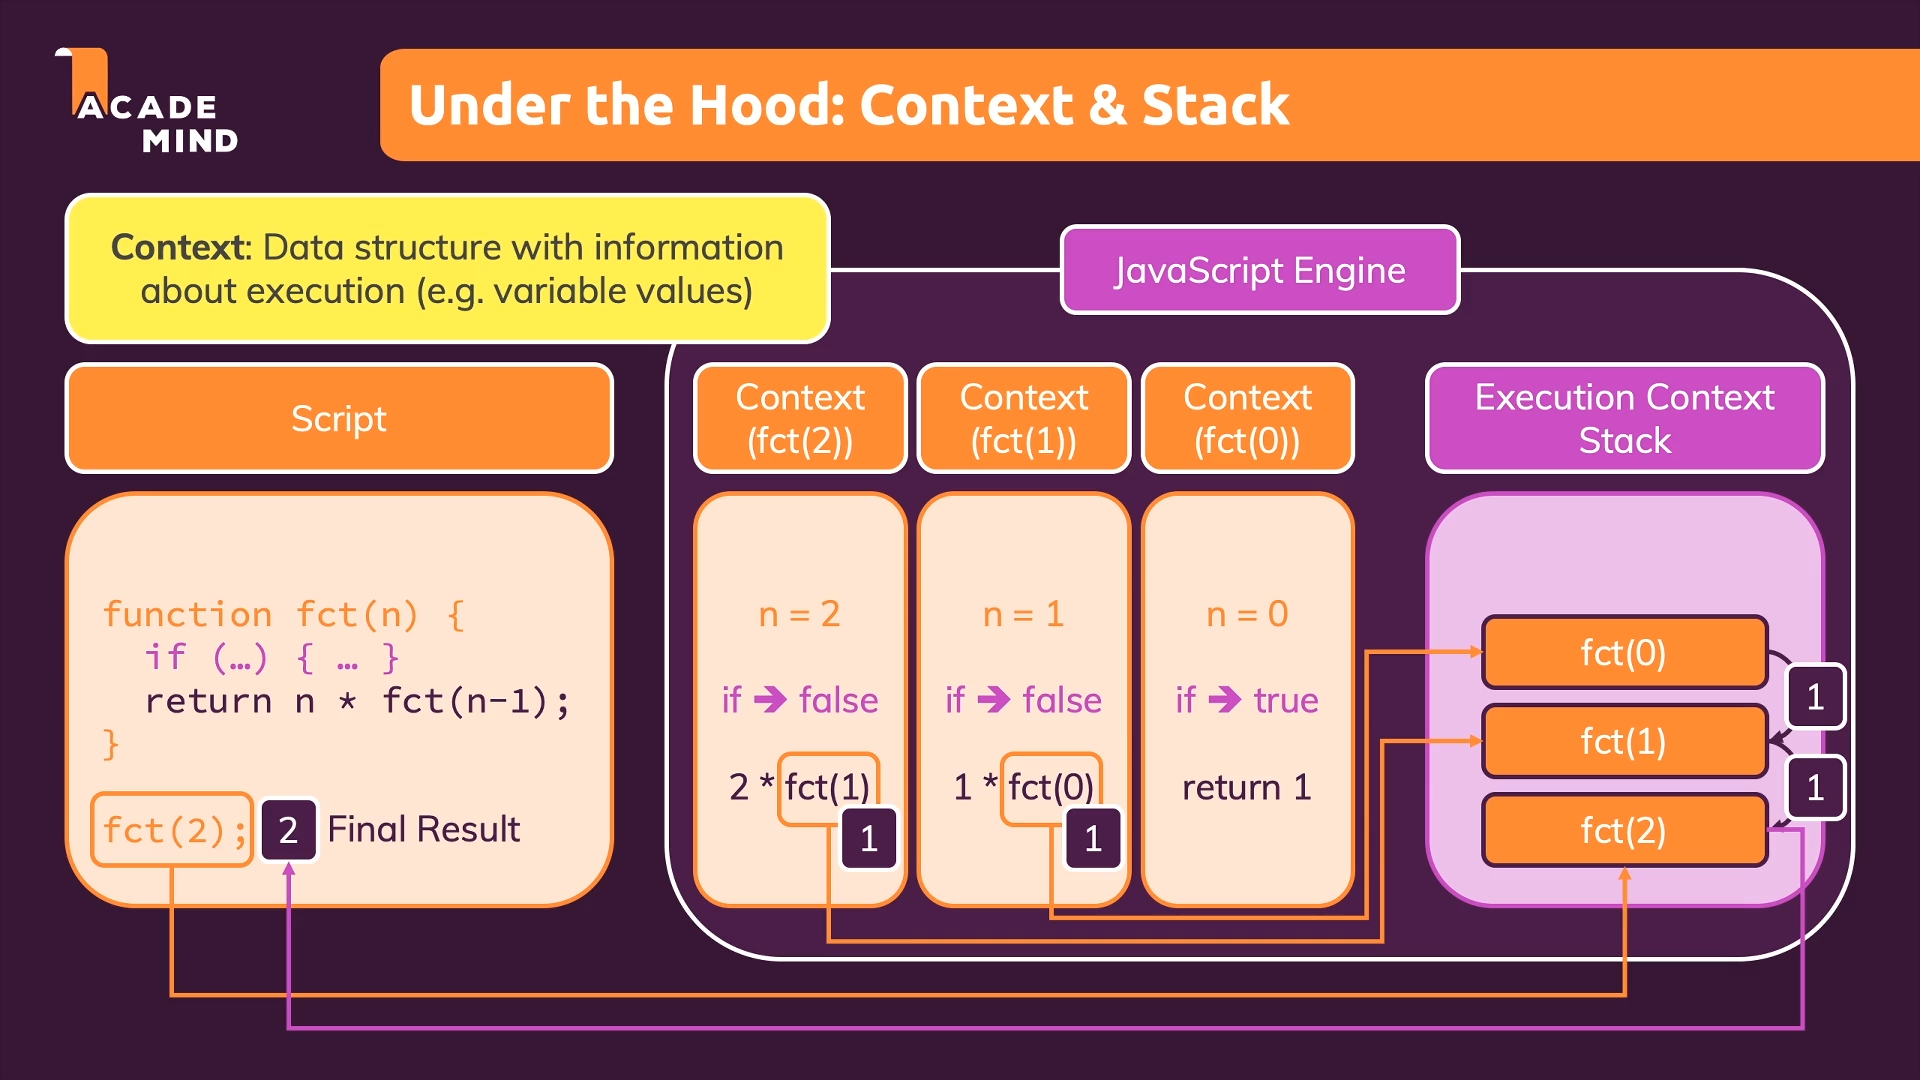 ACADE
MIND
Under the Hood: Context & Stack
Context: Data structure with information
about execution (e.g. variable values)
JavaScript Engine
Script
Context
(fct(2))
Context
(fct(1))
Context
(fct(0))
Execution Context
Stack
function fct(n) {
if (…) { … }
return n * fct(n-1);
}
fct(2);
2
Final Result
n = 2
if ➔ false
2 * fct(1)
1
n = 1
if ➔ false
1 * fct(0)
1
n = 0
if ➔ true
return 1
fct(0)
1
fct(1)
1
fct(2)